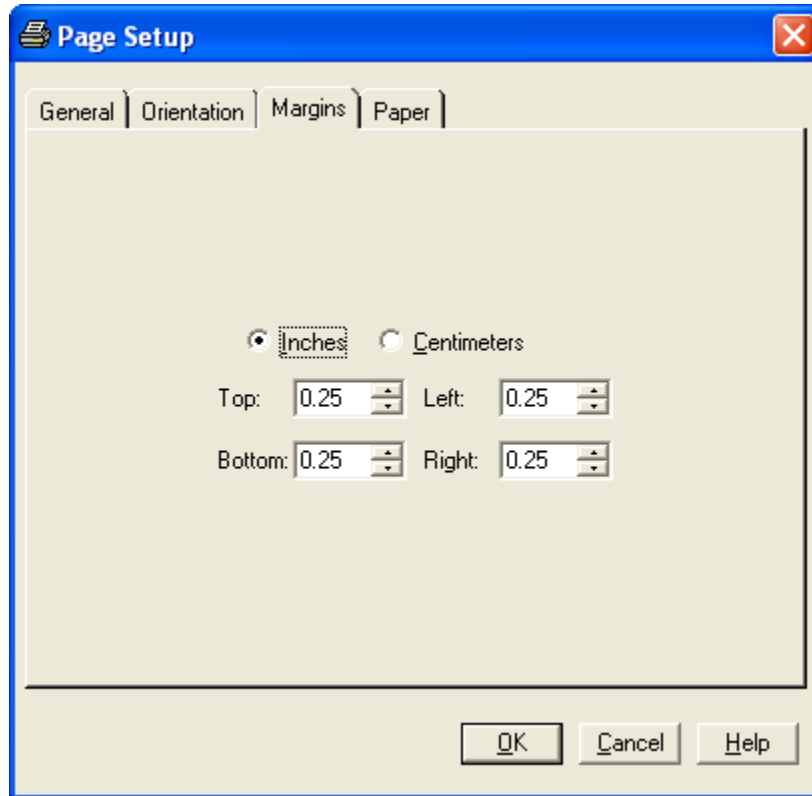 Page Setup
General Orientation Margins Paper
Inches Centimeters
Top: 0.25 Left: 0.25
Bottom: 0.25 Right: 0.25
OK Cancel Help